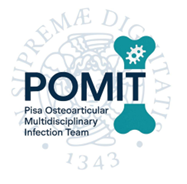 SUPREMÆ DIGNITATIS
POMIT
Pisa Osteoarticular
Multidisciplinary
Infection Team
· 1343 ·